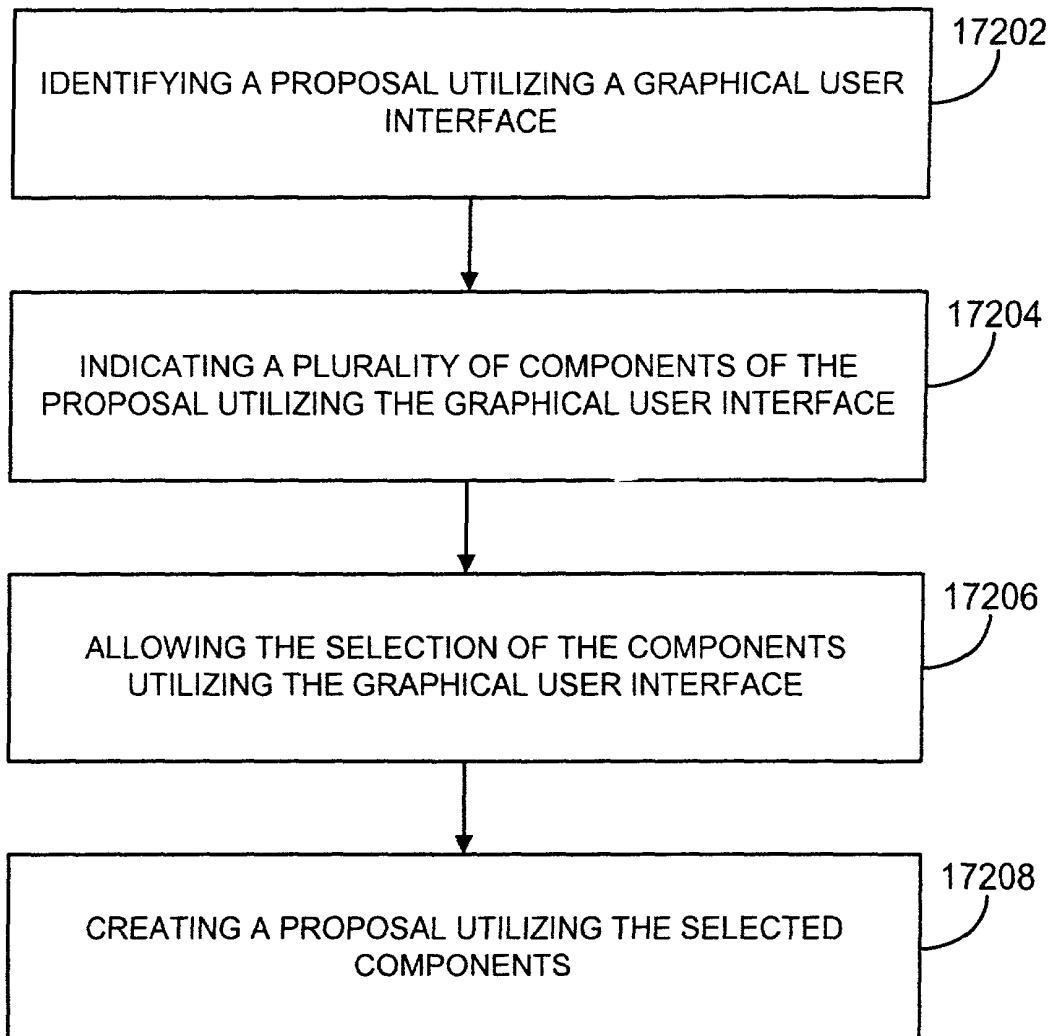 17202
IDENTIFYING A PROPOSAL UTILIZING A GRAPHICAL USER
INTERFACE
17204
INDICATING A PLURALITY OF COMPONENTS OF THE
PROPOSAL UTILIZING THE GRAPHICAL USER INTERFACE
17206
ALLOWING THE SELECTION OF THE COMPONENTS
UTILIZING THE GRAPHICAL USER INTERFACE
17208
CREATING A PROPOSAL UTILIZING THE SELECTED
COMPONENTS